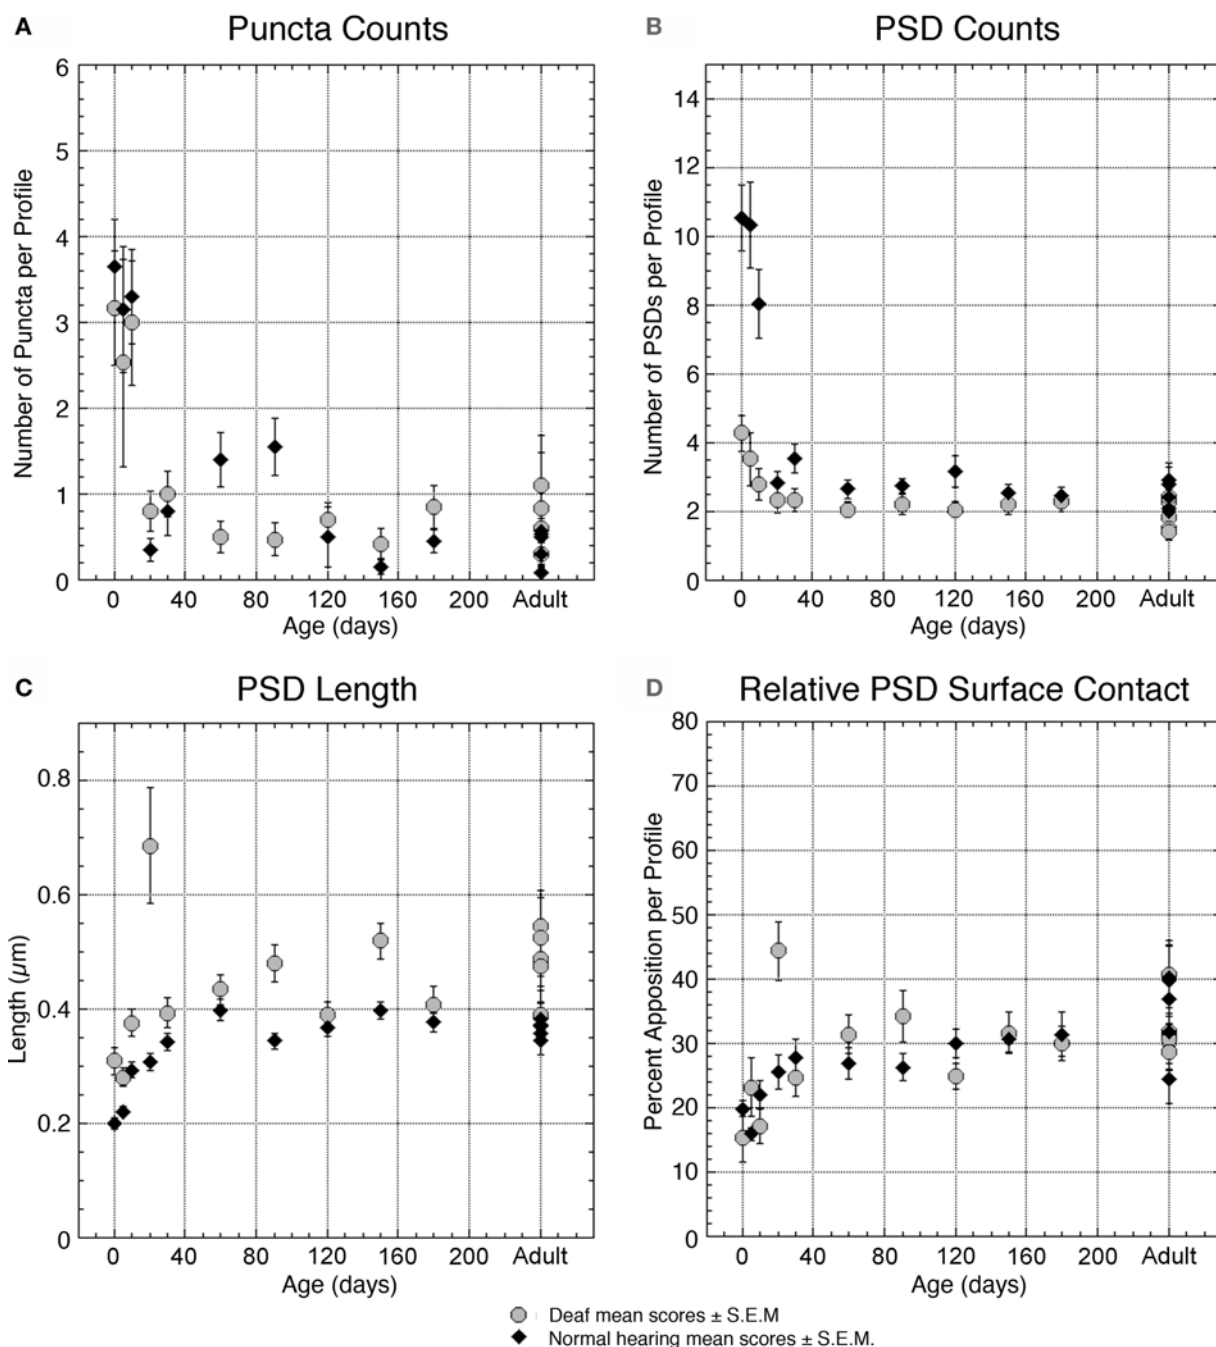 A Puncta Counts
Number of Puncta per Profile
6
5
4
3
2
1
0
0 40 80 120 160 200 Adult
Age (days)
B PSD Counts
Number of PSDs per Profile
14
12
10
8
6
4
2
0
0 40 80 120 160 200 Adult
Age (days)
C PSD Length
Length (µm)
0.8
0.6
0.4
0.2
0
0 40 80 120 160 200 Adult
Age (days)
D Relative PSD Surface Contact
Percent Apposition per Profile
80
70
60
50
40
30
20
10
0
0 40 80 120 160 200 Adult
Age (days)
Deaf mean scores ± S.E.M
Normal hearing mean scores ± S.E.M.